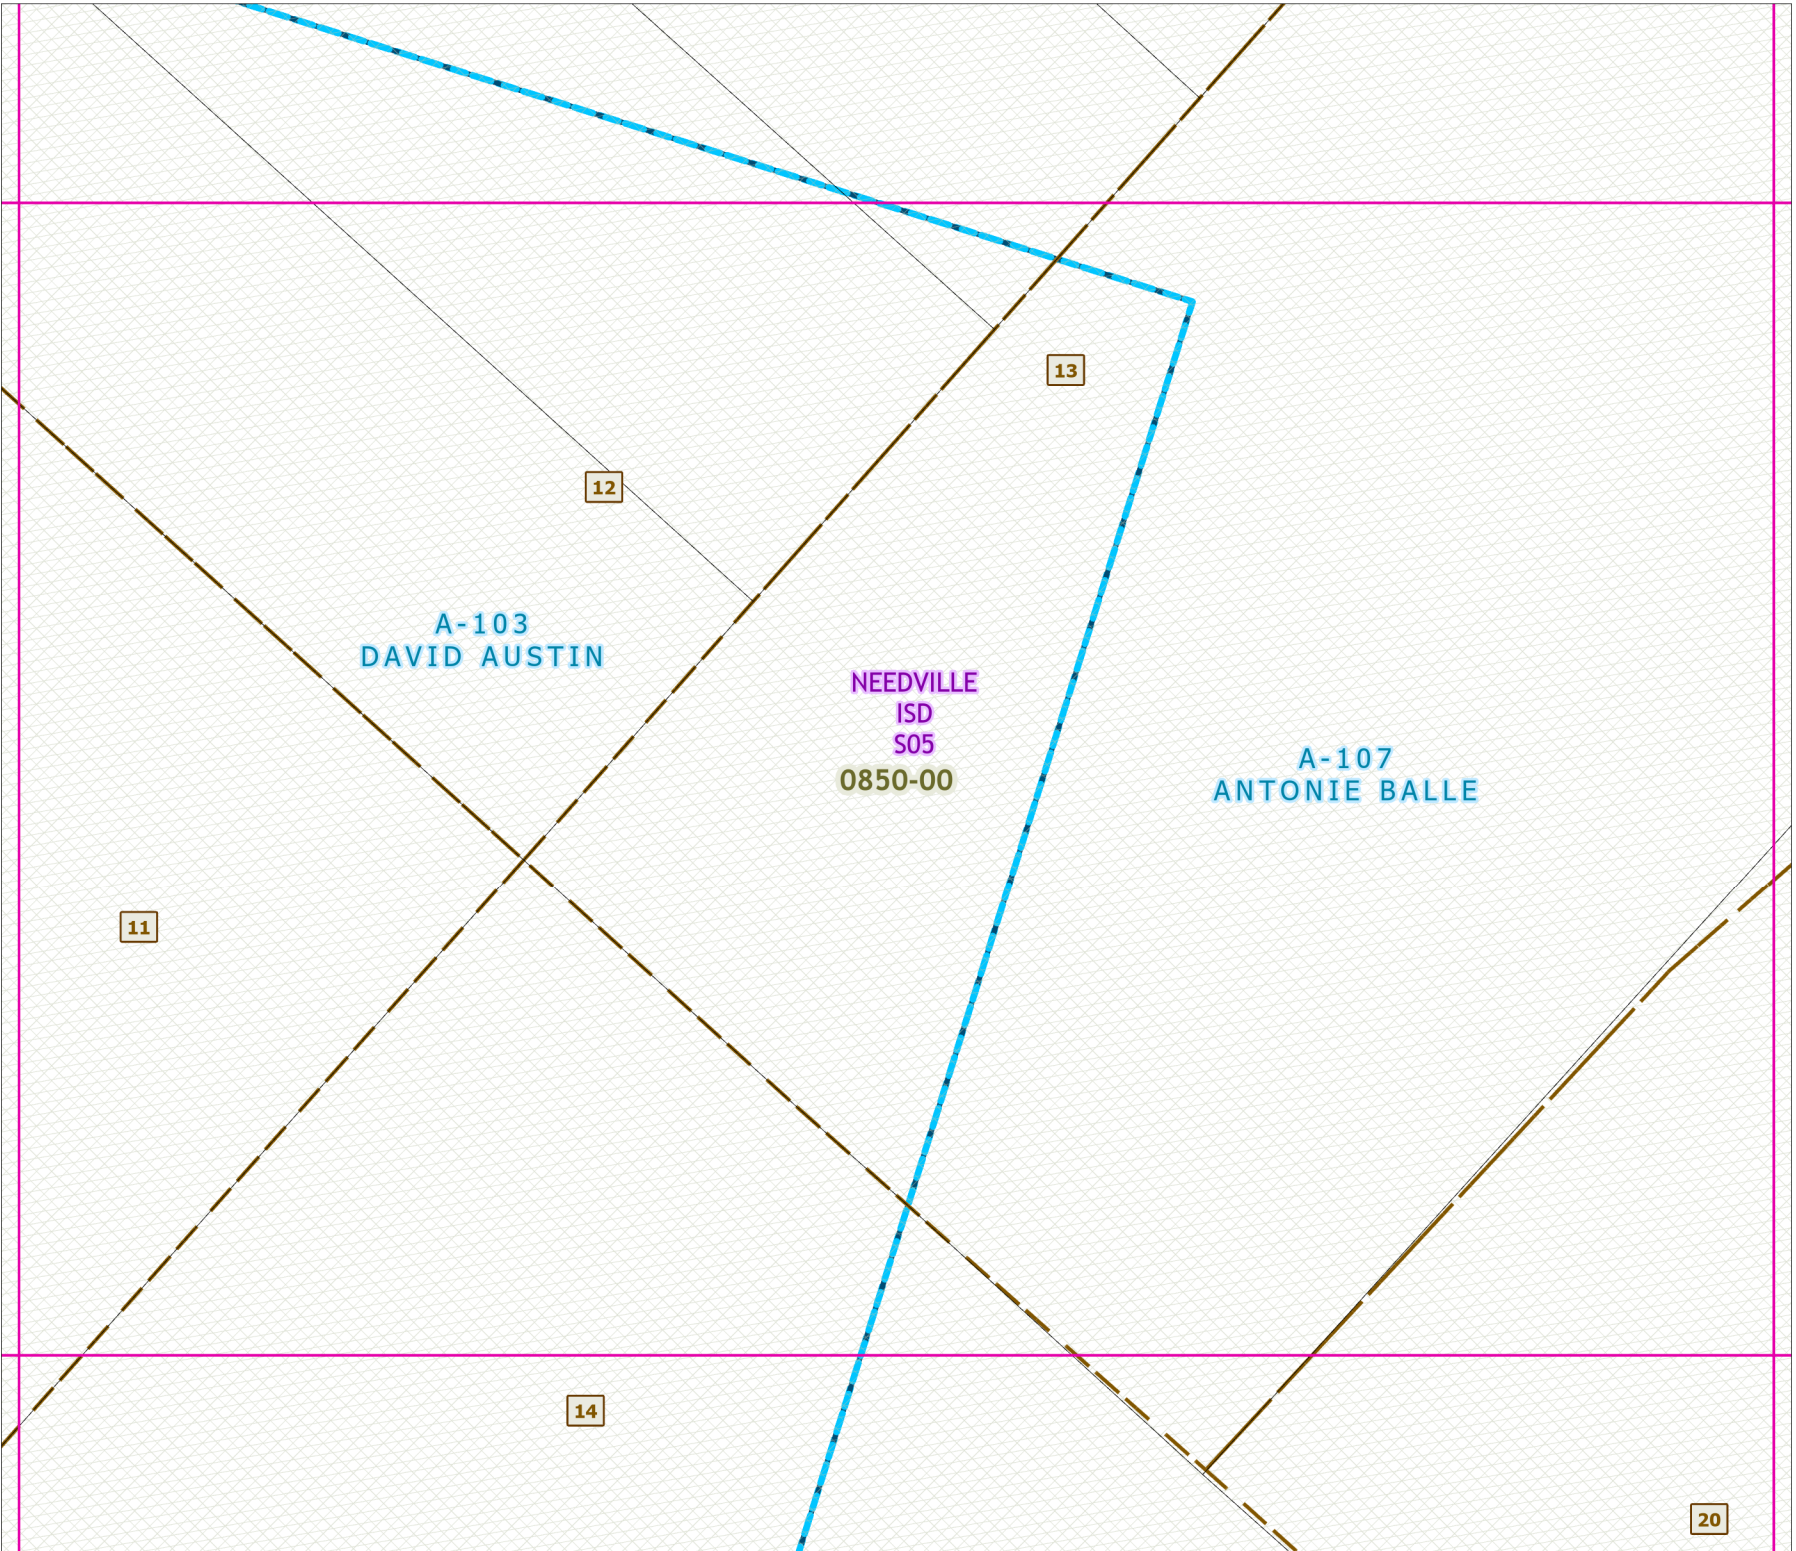 13
12
A-103
DAVID AUSTIN
NEEDVILLE
ISD
S05
0850-00
A-107
ANTONIE BALLE
11
14
20